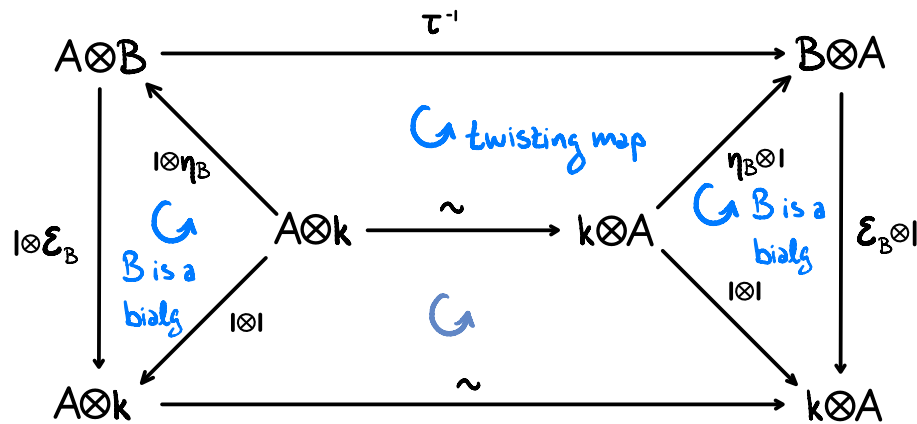 τ⁻¹
A⊗B
B⊗A
twisting map
1⊗η_B
η_B⊗1
1⊗ε_B
B is a
bialg
A⊗k
~
k⊗A
B is a
bialg
ε_B⊗1
1⊗1
1⊗1
A⊗k
~
k⊗A